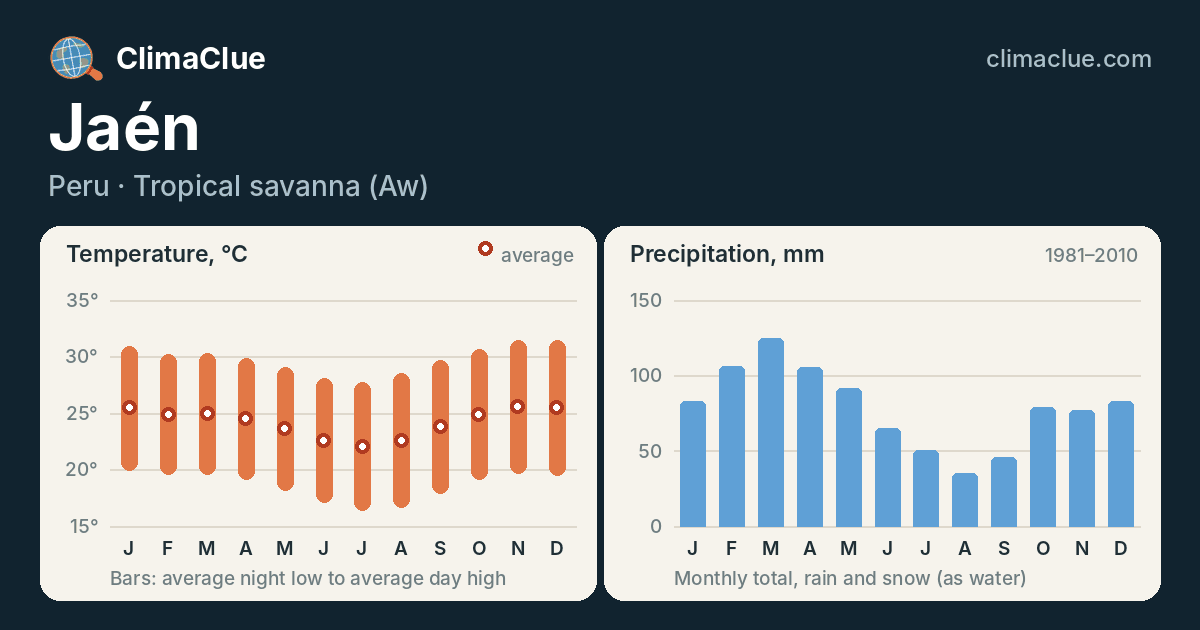 ClimaClue
climaclue.com
Jaén
Peru · Tropical savanna (Aw)
Temperature, °C
average
35°
30°
25°
20°
15°
J F M A M J J A S O N D
Bars: average night low to average day high
Precipitation, mm
1981–2010
150
100
50
0
J F M A M J J A S O N D
Monthly total, rain and snow (as water)